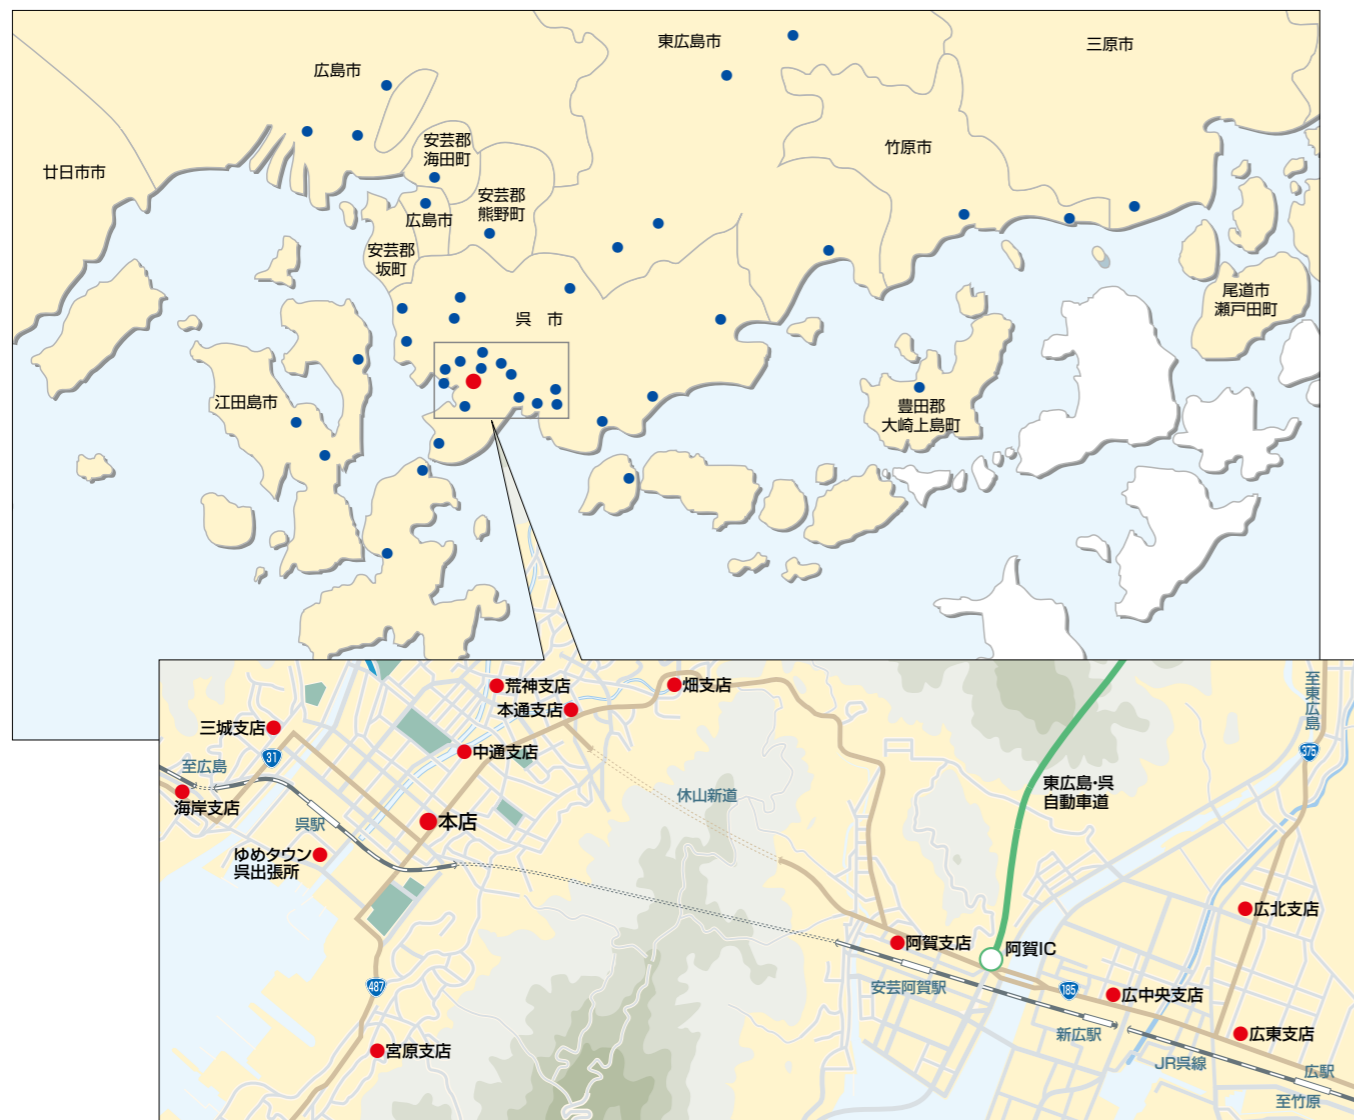 東広島市
三原市
広島市
安芸郡
海田町
竹原市
廿日市市
安芸郡
熊野町
広島市
安芸郡
坂町
尾道市
瀬戸田町
呉　市
江田島市
豊田郡
大崎上島町
荒神支店
畑支店
本通支店
三城支店
中通支店
31
至広島
海岸支店
呉駅
本店
休山新道
東広島・呉
自動車道
至東広島
375
ゆめタウン
呉出張所
広北支店
阿賀支店
阿賀IC
安芸阿賀駅
487
185
広中央支店
新広駅
広東支店
宮原支店
JR呉線
広駅
至竹原